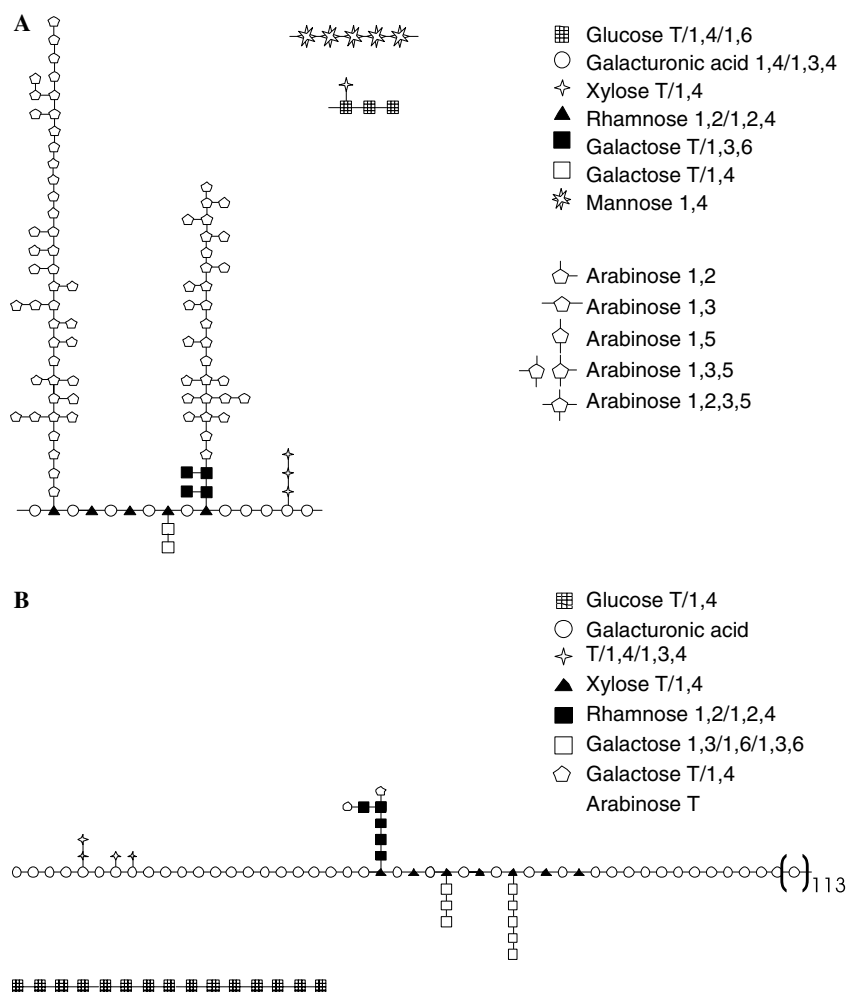 A
Glucose T/1,4/1,6
Galacturonic acid 1,4/1,3,4
Xylose T/1,4
Rhamnose 1,2/1,2,4
Galactose T/1,3,6
Galactose T/1,4
Mannose 1,4
Arabinose 1,2
Arabinose 1,3
Arabinose 1,5
Arabinose 1,3,5
Arabinose 1,2,3,5
B
Glucose T/1,4
Galacturonic acid
T/1,4/1,3,4
Xylose T/1,4
Rhamnose 1,2/1,2,4
Galactose 1,3/1,6/1,3,6
Galactose T/1,4
Arabinose T
( ) 113